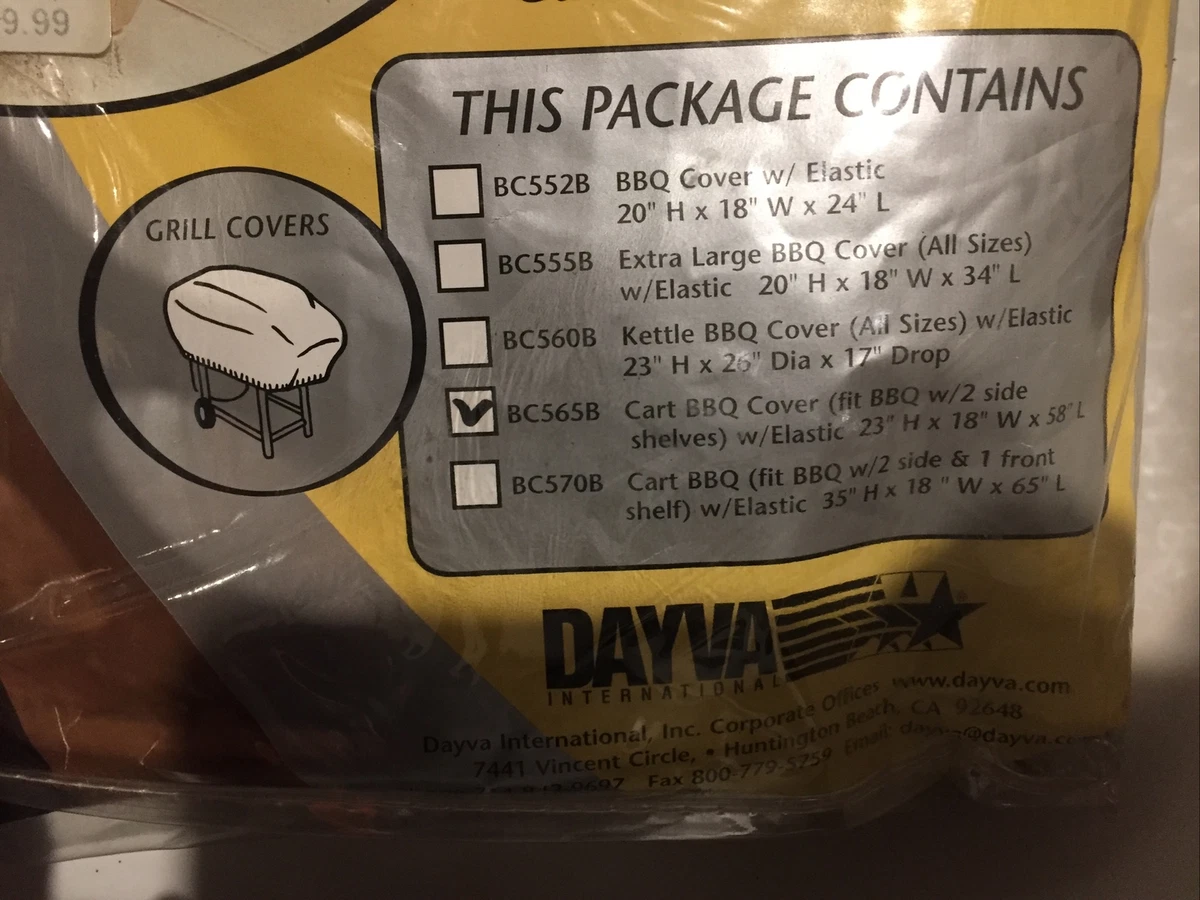 9.99
THIS PACKAGE CONTAINS
GRILL COVERS
BC552B BBQ Cover w/ Elastic
20" H x 18" W x 24" L
BC555B Extra Large BBQ Cover (All Sizes)
w/Elastic 20" H x 18" W x 34" L
BC560B Kettle BBQ Cover (All Sizes) w/Elastic
23" H x 26" Dia x 17" Drop
BC565B Cart BBQ Cover (fit BBQ w/2 side
shelves) w/Elastic 23" H x 18" W x 58" L
BC570B Cart BBQ (fit BBQ w/2 side & 1 front
shelf) w/Elastic 35" H x 18 " W x 65" L
DAYVA
®
INTERNATIONAL
Dayva International, Inc. Corporate Offices www.dayva.com
7441 Vincent Circle, • Huntington Beach, CA 92648
Fax 800-779-5259 Email: